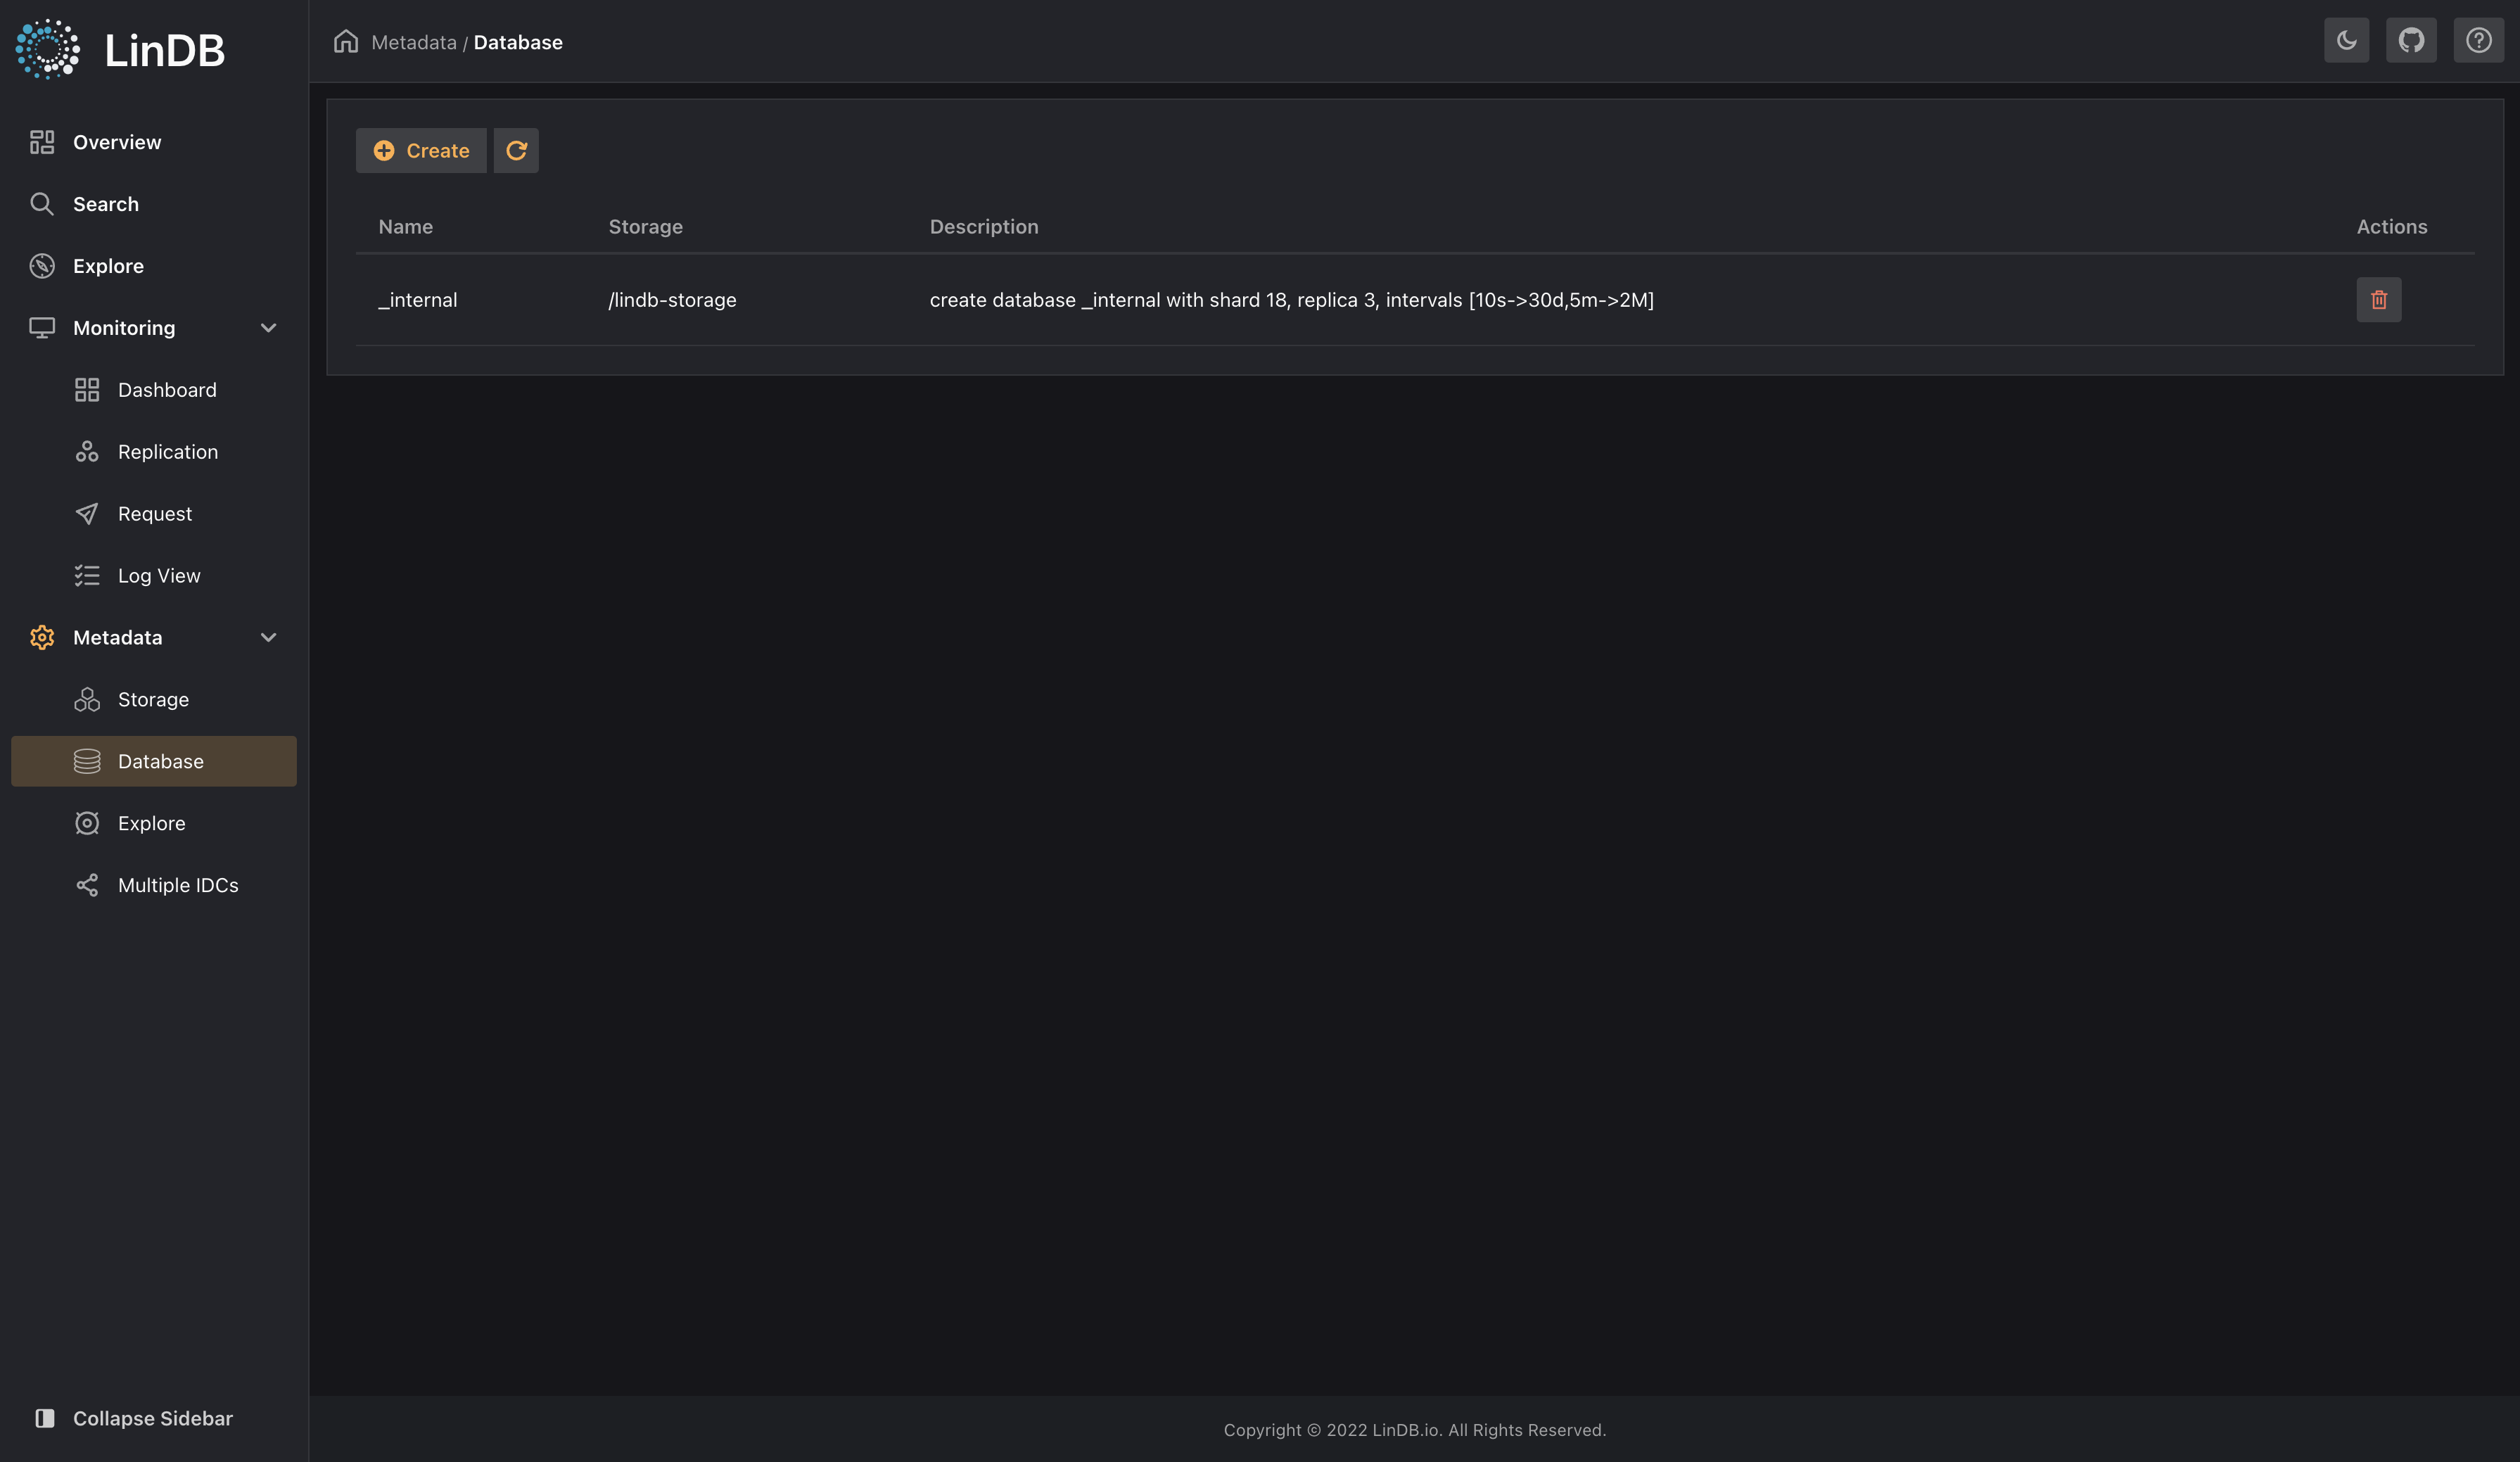 LinDB
Overview
Search
Explore
Monitoring
Dashboard
Replication
Request
Log View
Metadata
Storage
Database
Explore
Multiple IDCs
Collapse Sidebar
Metadata / Database
Create
Name Storage Description Actions
_internal /lindb-storage create database _internal with shard 18, replica 3, intervals [10s->30d,5m->2M]
Copyright © 2022 LinDB.io. All Rights Reserved.